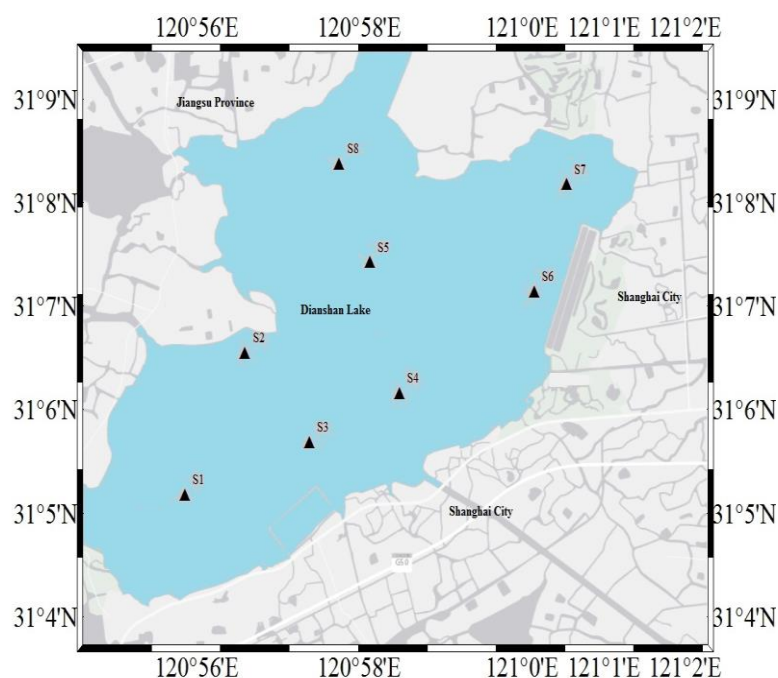 120°56'E 120°58'E 121°0'E 121°1'E 121°2'E
31°9'N 31°9'N
Jiangsu Province
S8
S7
31°8'N 31°8'N
S5
S6
31°7'N Dianshan Lake Shanghai City 31°7'N
S2
S4
31°6'N 31°6'N
S3
S1
31°5'N Shanghai City 31°5'N
31°4'N 31°4'N
120°56'E 120°58'E 121°0'E 121°1'E 121°2'E